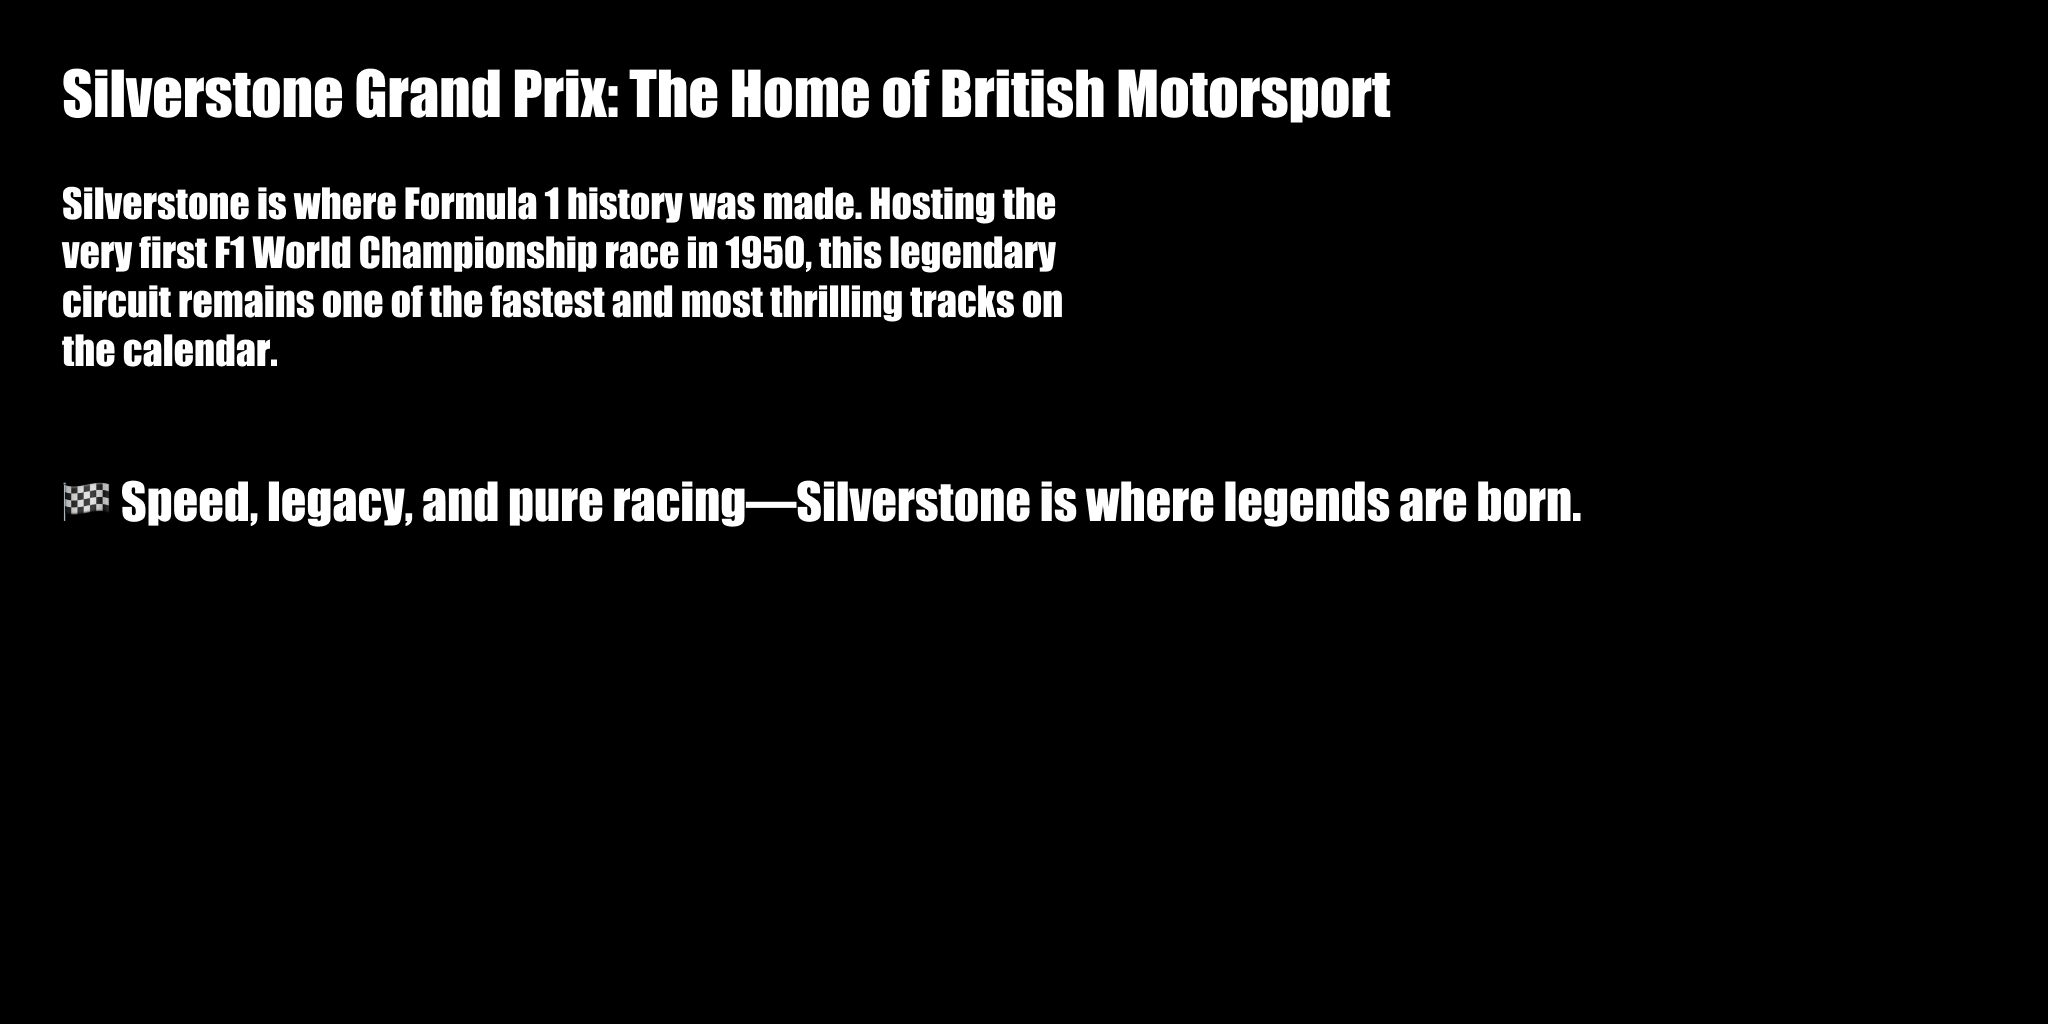 Silverstone Grand Prix: The Home of British Motorsport
Silverstone is where Formula 1 history was made. Hosting the
very first F1 World Championship race in 1950, this legendary
circuit remains one of the fastest and most thrilling tracks on
the calendar.
🏁 Speed, legacy, and pure racing—Silverstone is where legends are born.